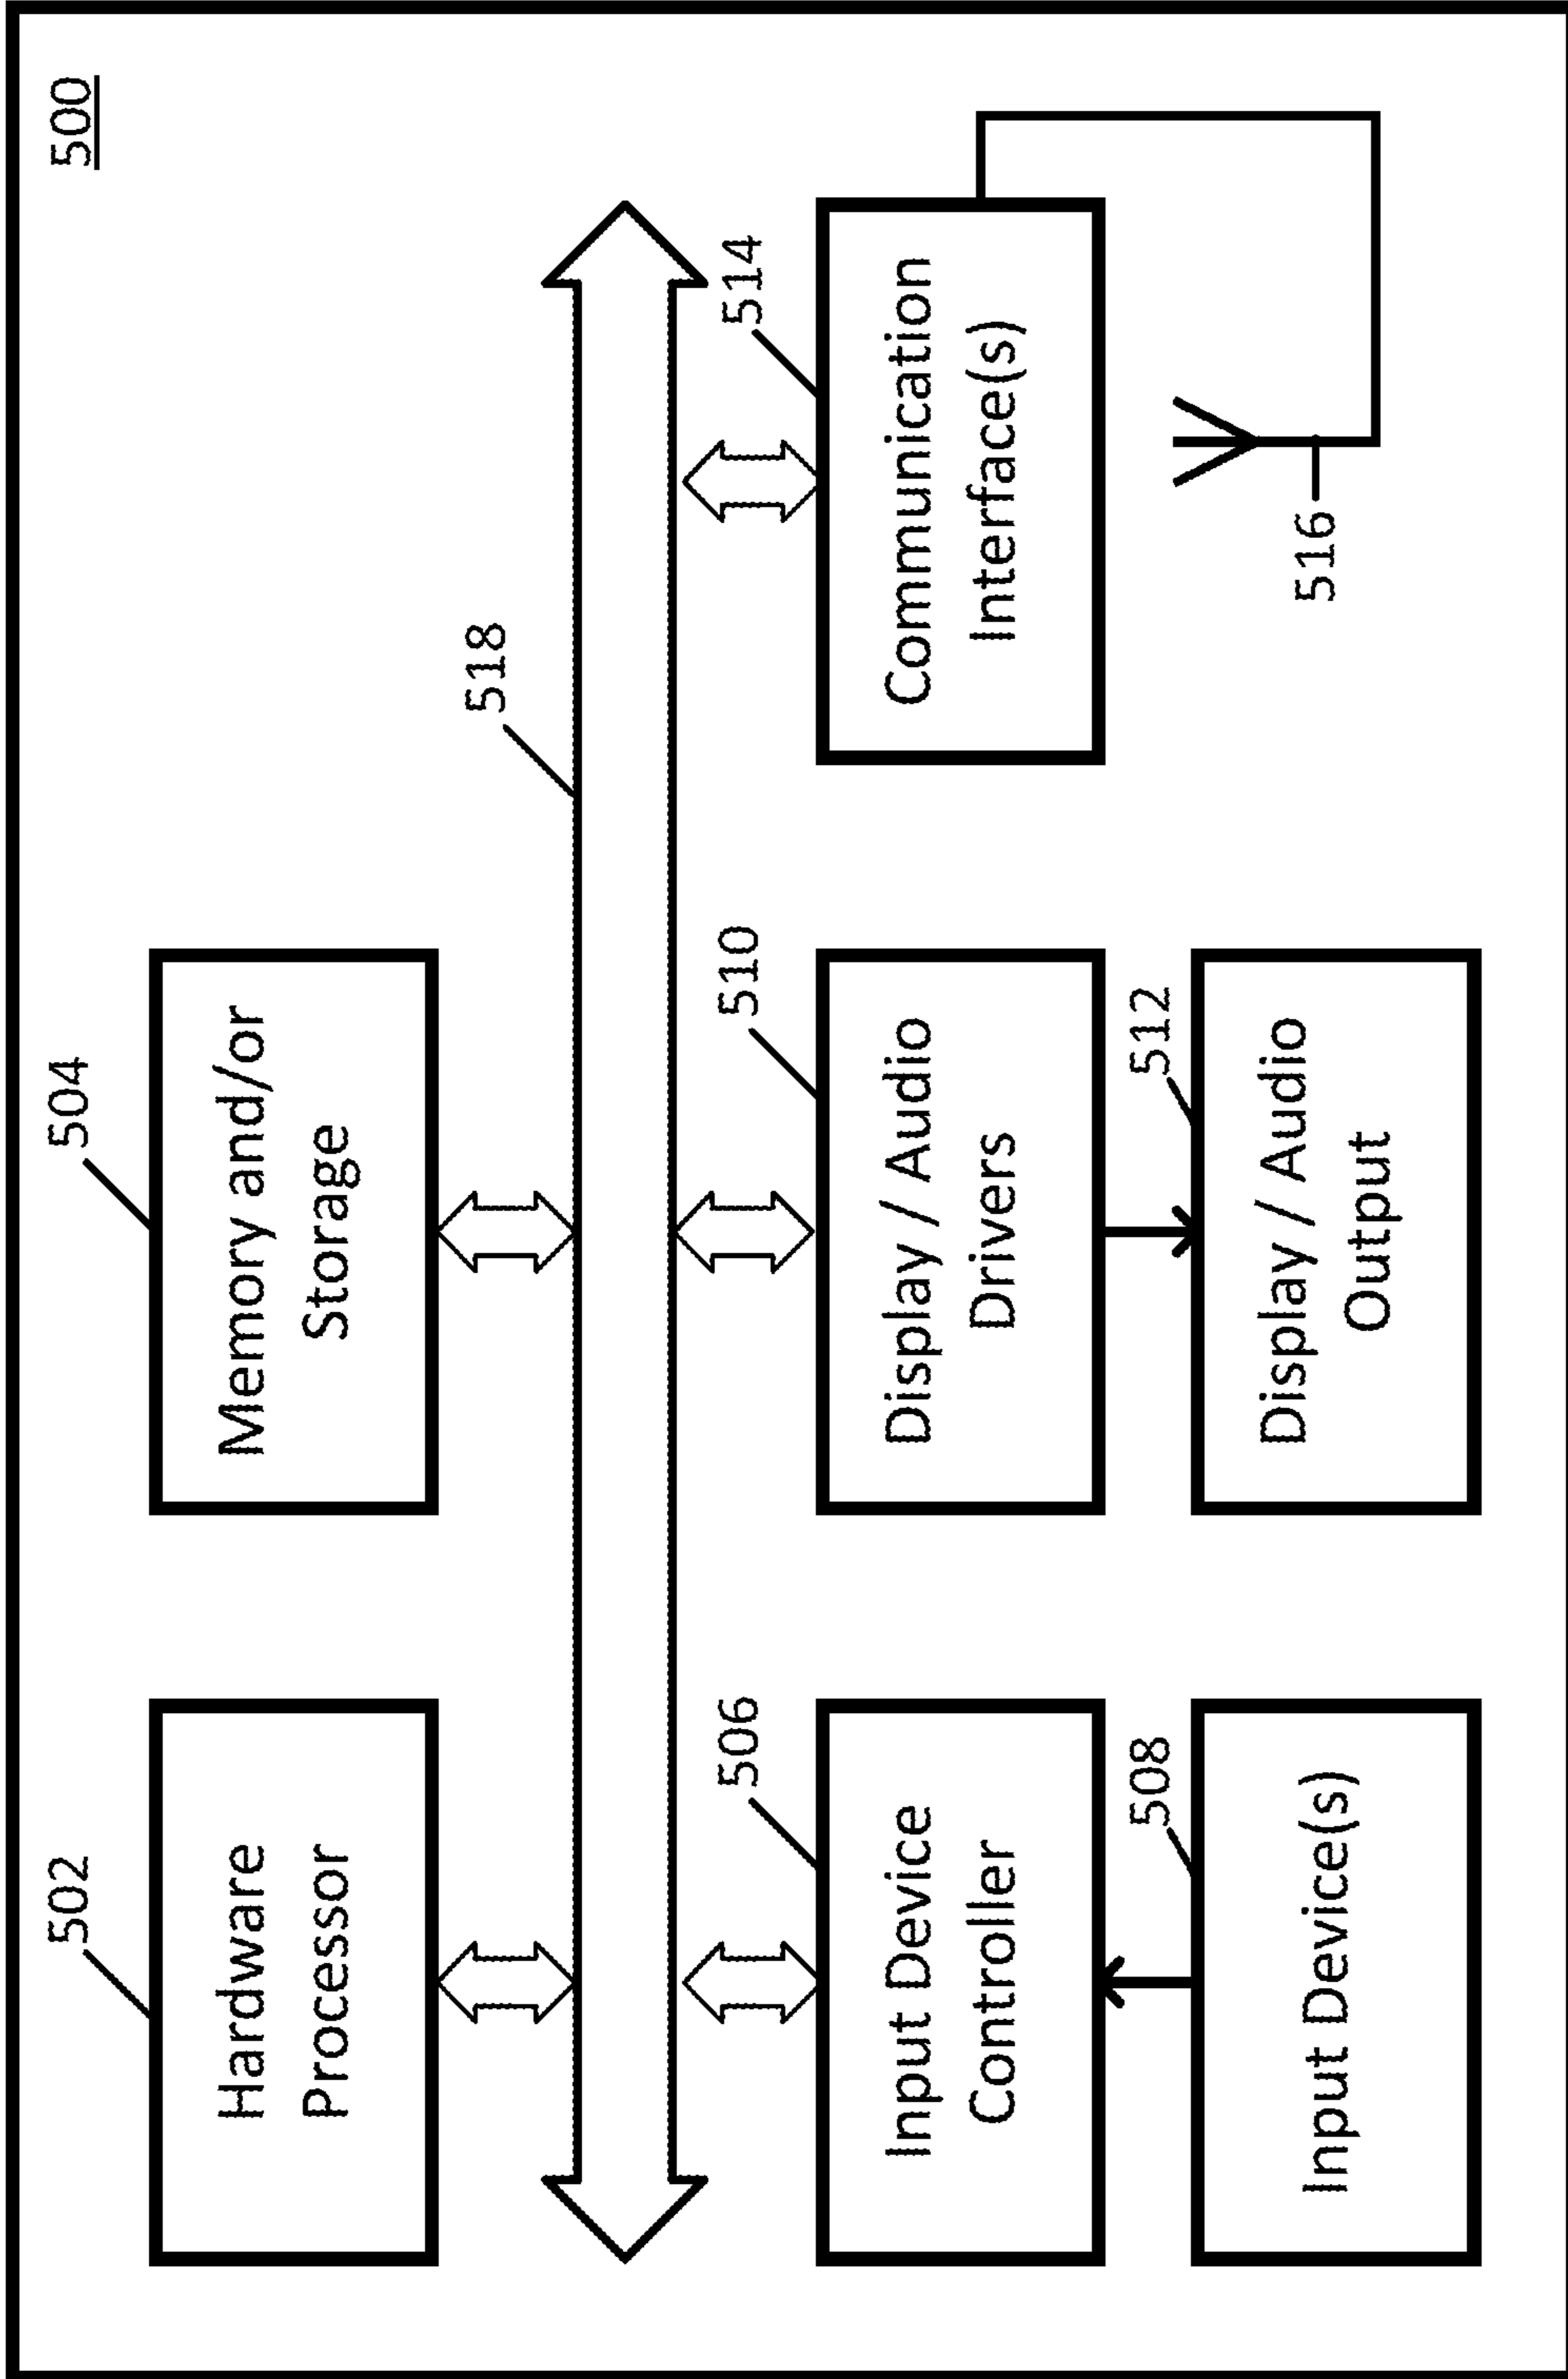 500
502
Hardware
Processor
504
Memory and/or
Storage
518
506
Input Device
Controller
510
Display / Audio
Drivers
514
Communication
Interface(s)
508
Input Device(s)
512
Display / Audio
Output
516